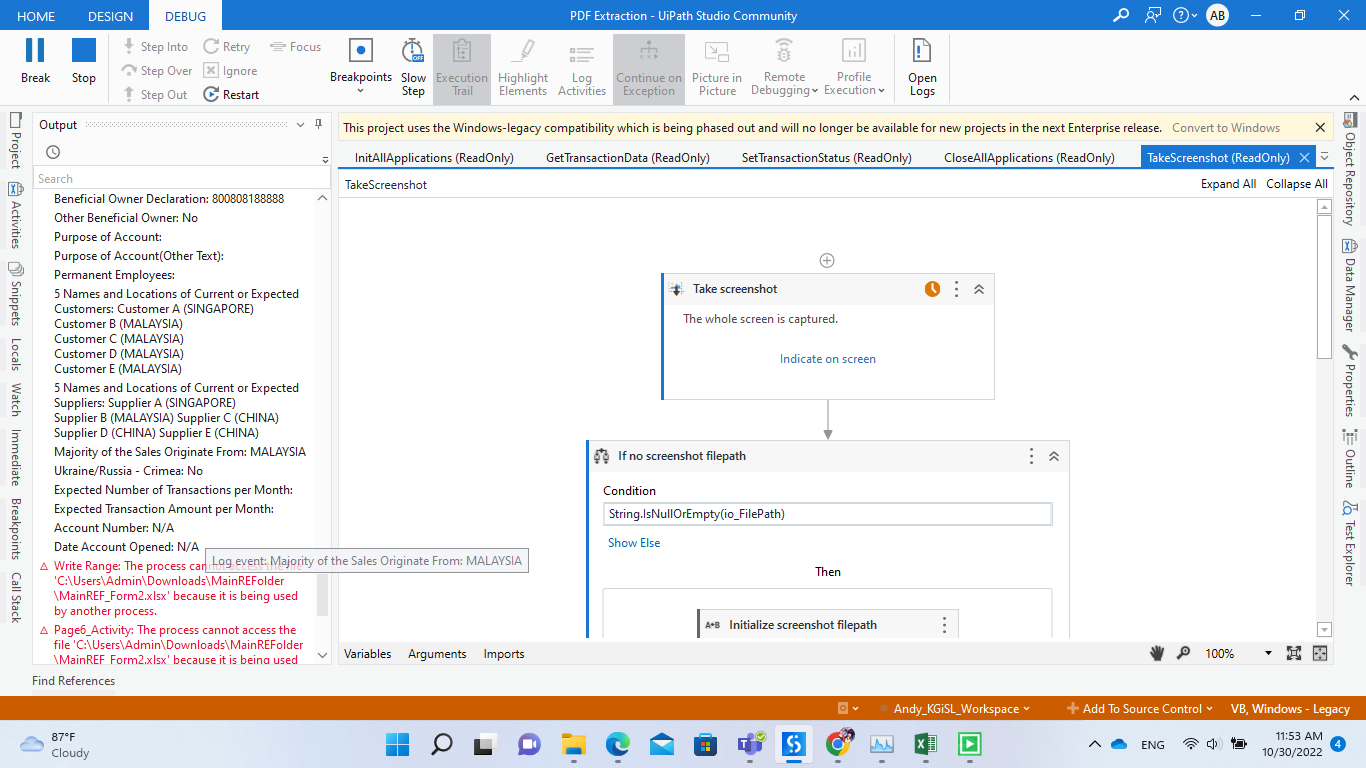 HOME DESIGN DEBUG
PDF Extraction - UiPath Studio Community
AB
Break
Stop
Step Into
Retry
Focus
Step Over
Ignore
Step Out
Restart
Breakpoints
Slow
Step
OFF
Execution
Trail
Highlight
Elements
Log
Activities
Continue on
Exception
Picture in
Picture
Remote
Debugging
Profile
Execution
Open
Logs
Project
Activities
Snippets
Locals
Watch
Immediate
Breakpoints
Call Stack
Output
Search
Beneficial Owner Declaration: 800808188888
Other Beneficial Owner: No
Purpose of Account:
Purpose of Account(Other Text):
Permanent Employees:
5 Names and Locations of Current or Expected
Customers: Customer A (SINGAPORE)
Customer B (MALAYSIA)
Customer C (MALAYSIA)
Customer D (MALAYSIA)
Customer E (MALAYSIA)
5 Names and Locations of Current or Expected
Suppliers: Supplier A (SINGAPORE)
Supplier B (MALAYSIA) Supplier C (CHINA)
Supplier D (CHINA) Supplier E (CHINA)
Majority of the Sales Originate From: MALAYSIA
Ukraine/Russia - Crimea: No
Expected Number of Transactions per Month:
Expected Transaction Amount per Month:
Account Number: N/A
Date Account Opened: N/A
Log event: Majority of the Sales Originate From: MALAYSIA
Write Range: The process cannot access the file
'C:\Users\Admin\Downloads\MainREFolder
\MainREF_Form2.xlsx' because it is being used
by another process.
Page6_Activity: The process cannot access the
file 'C:\Users\Admin\Downloads\MainREFolder
\MainREF_Form2.xlsx' because it is being used
Find References
This project uses the Windows-legacy compatibility which is being phased out and will no longer be available for new projects in the next Enterprise release. Convert to Windows
InitAllApplications (ReadOnly)
GetTransactionData (ReadOnly)
SetTransactionStatus (ReadOnly)
CloseAllApplications (ReadOnly)
TakeScreenshot (ReadOnly)
TakeScreenshot
Expand All
Collapse All
Take screenshot
The whole screen is captured.
Indicate on screen
If no screenshot filepath
Condition
String.IsNullOrEmpty(io_FilePath)
Show Else
Then
A+B Initialize screenshot filepath
Variables Arguments Imports
100%
Object Repository
Data Manager
Properties
Outline
Test Explorer
Andy_KGiSL_Workspace
Add To Source Control
VB, Windows - Legacy
87°F
Cloudy
ENG
11:53 AM
10/30/2022
4